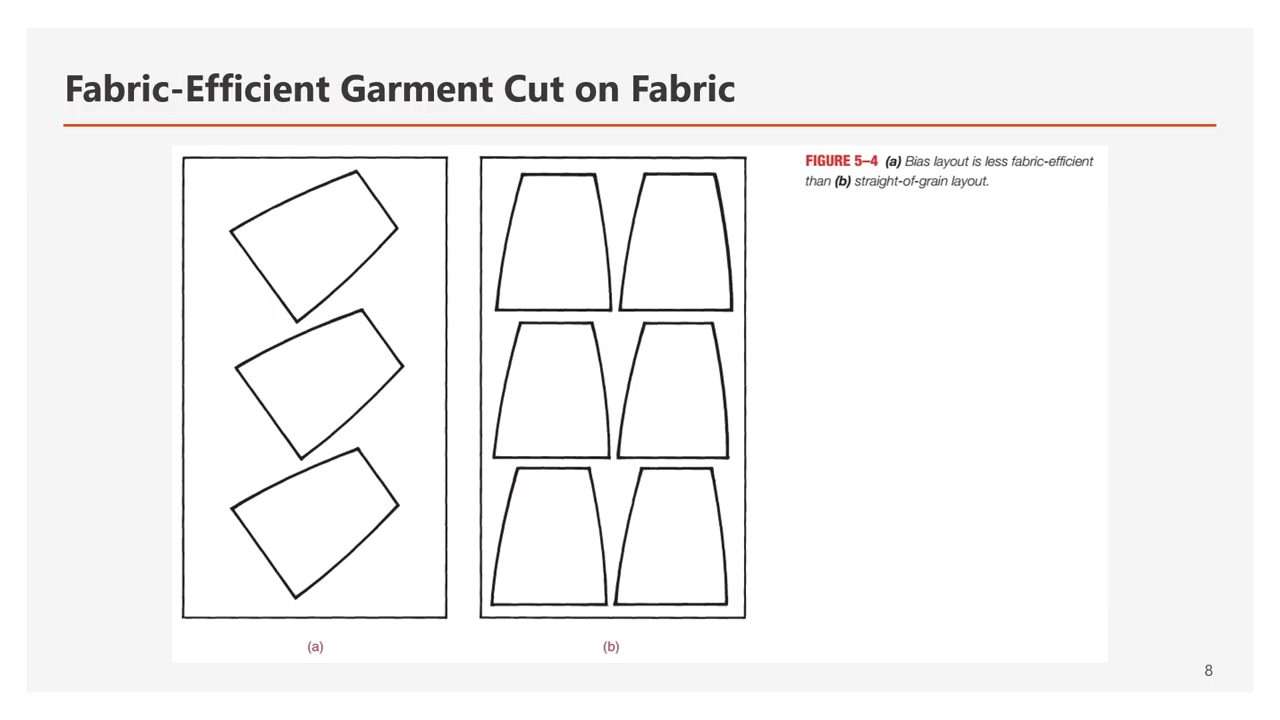 Fabric-Efficient Garment Cut on Fabric
FIGURE 5–4 (a) Bias layout is less fabric-efficient
than (b) straight-of-grain layout.
(a)
(b)
8